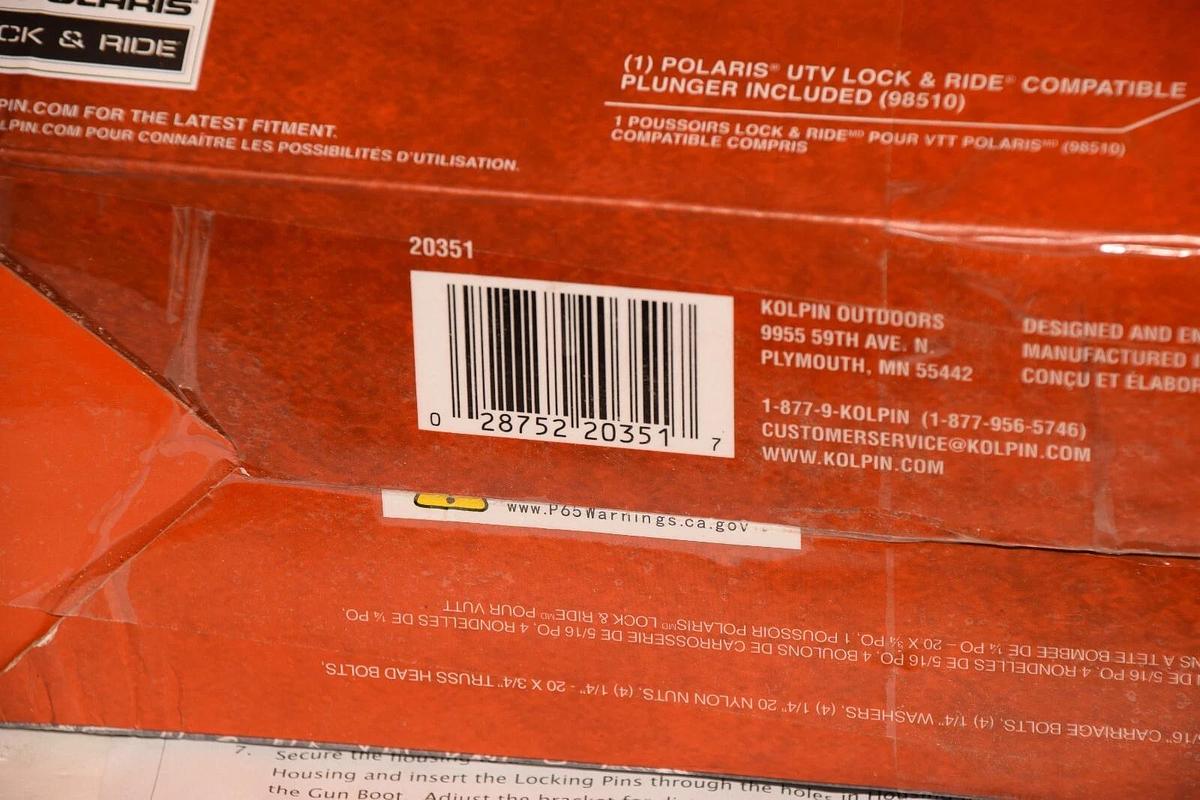 POLARIS
CK & RIDE
PIN.COM FOR THE LATEST FITMENT.
LPIN.COM POUR CONNAÎTRE LES POSSIBILITÉS D'UTILISATION.
(1) POLARIS® UTV LOCK & RIDE® COMPATIBLE
PLUNGER INCLUDED (98510)
1 POUSSOIRS LOCK & RIDEMD POUR VTT POLARISMD (98510)
COMPATIBLE COMPRIS
20351
0 28752 20351 7
KOLPIN OUTDOORS
9955 59TH AVE. N.
PLYMOUTH, MN 55442
1-877-9-KOLPIN (1-877-956-5746)
CUSTOMERSERVICE@KOLPIN.COM
WWW.KOLPIN.COM
DESIGNED AND EN
MANUFACTURED
CONÇU ET ÉLABOR
www.P65Warnings.ca.gov
5/16" CARRIAGE BOLTS, (4) 1/4" WASHERS, (4) 1/4" 20 NYLON NUTS, (4) 1/4" - 20 X 3/4" TRUSS HEAD BOLTS,
DE 5/16 PO, 4 RONDELLES DE 5/16 PO, 4 BOULONS DE CARROSSERIE DE 5/16 PO, 4 RONDELLES DE ¼ PO,
NS À TÊTE BOMBÉE DE ¼ PO – 20 X ¾ PO, 1 POUSSOIR POLARISMD LOCK & RIDEMD POUR VUTT
7. Secure the housing
Housing and insert the Locking Pins through the holes in Housing
the Gun Boot. Adjust the bracket for